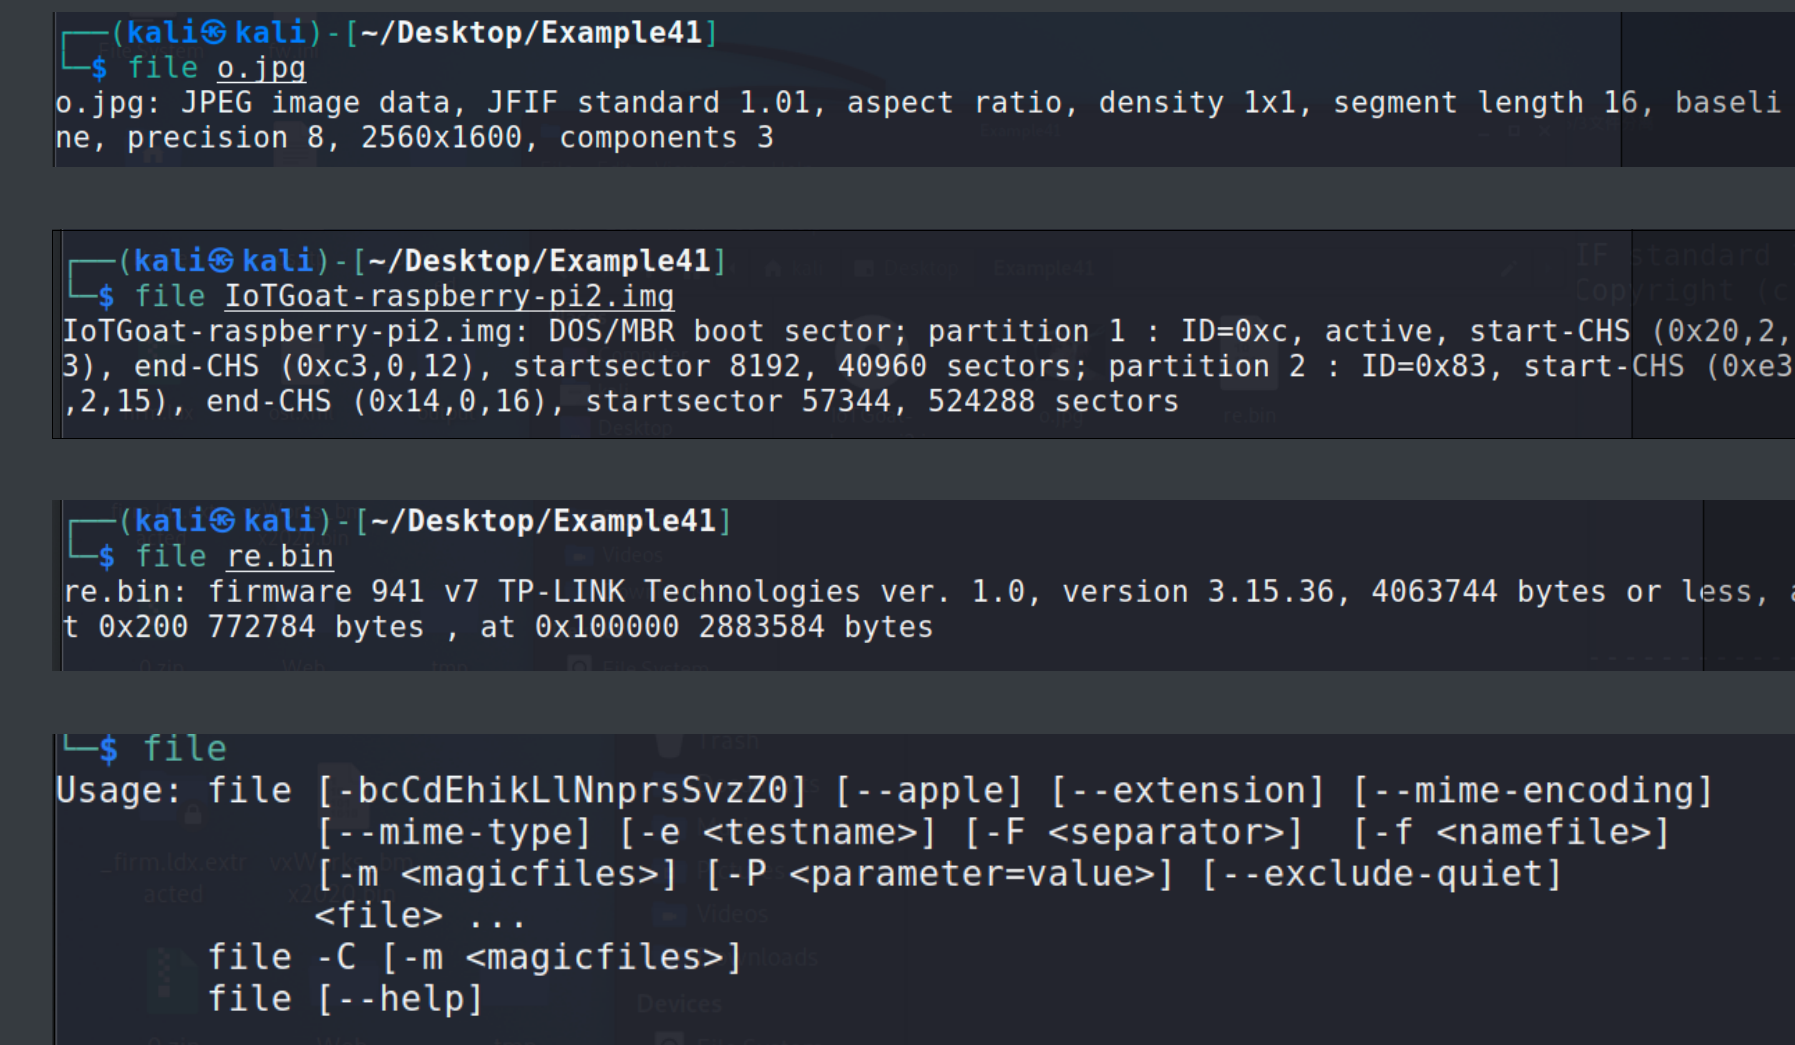 (kali㉿kali)-[~/Desktop/Example41]
$ file o.jpg
o.jpg: JPEG image data, JFIF standard 1.01, aspect ratio, density 1x1, segment length 16, baseli
ne, precision 8, 2560x1600, components 3
(kali㉿kali)-[~/Desktop/Example41]
$ file IoTGoat-raspberry-pi2.img
IoTGoat-raspberry-pi2.img: DOS/MBR boot sector; partition 1 : ID=0xc, active, start-CHS (0x20,2,
3), end-CHS (0xc3,0,12), startsector 8192, 40960 sectors; partition 2 : ID=0x83, start-CHS (0xe3
,2,15), end-CHS (0x14,0,16), startsector 57344, 524288 sectors
(kali㉿kali)-[~/Desktop/Example41]
$ file re.bin
re.bin: firmware 941 v7 TP-LINK Technologies ver. 1.0, version 3.15.36, 4063744 bytes or less, a
t 0x200 772784 bytes , at 0x100000 2883584 bytes
$ file
Usage: file [-bcCdEhikLlNnprsSvzZ0] [--apple] [--extension] [--mime-encoding]
[--mime-type] [-e <testname>] [-F <separator>] [-f <namefile>]
[-m <magicfiles>] [-P <parameter=value>] [--exclude-quiet]
<file> ...
file -C [-m <magicfiles>]
file [--help]